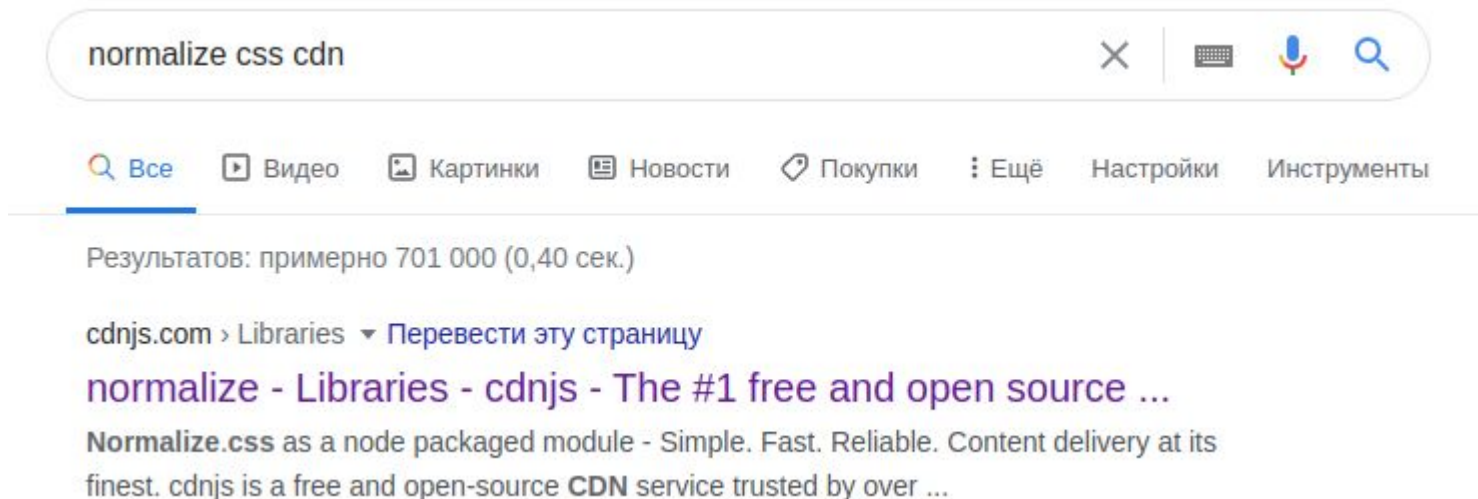 normalize css cdn
Все Видео Картинки Новости Покупки Ещё Настройки Инструменты
Результатов: примерно 701 000 (0,40 сек.)
cdnjs.com › Libraries Перевести эту страницу
normalize - Libraries - cdnjs - The #1 free and open source ...
Normalize.css as a node packaged module - Simple. Fast. Reliable. Content delivery at its
finest. cdnjs is a free and open-source CDN service trusted by over ...